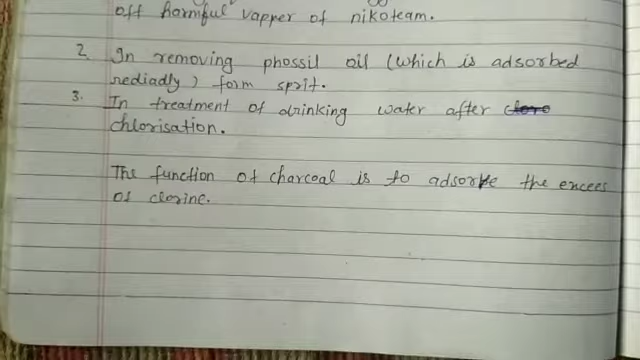 off harmful vapper of nikoteam.
2. In removing phossil oil (which is adsorbed
rediadly) form sprit.
3. In treatment of drinking water after
chlorisation.
The function of charcoal is to adsorbe the excees
of clorine.